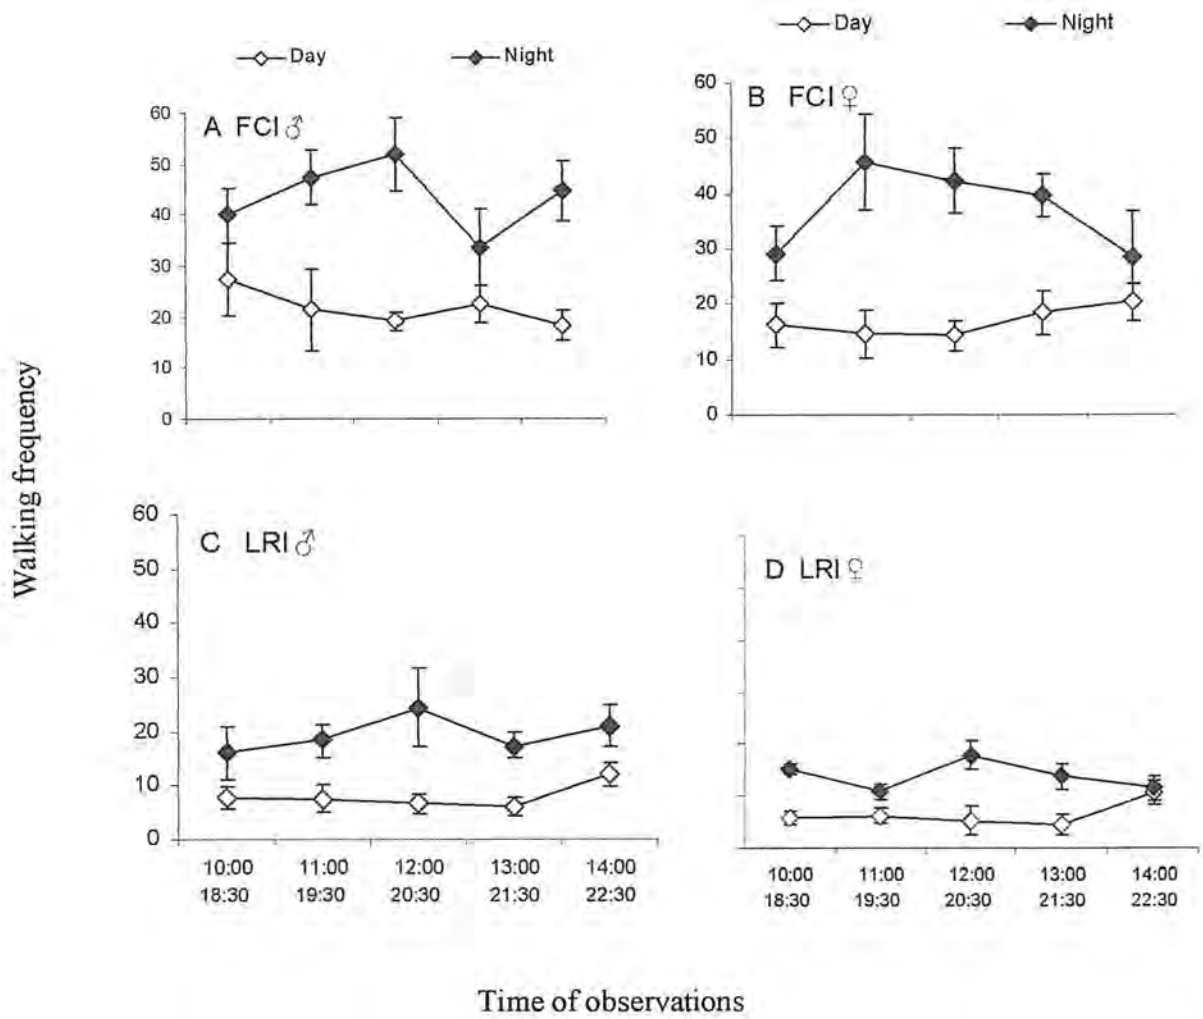 Day Night
Day Night
A FCI♂
60
50
40
30
20
10
0
B FCI♀
60
50
40
30
20
10
0
Walking frequency
C LRI♂
60
50
40
30
20
10
0
10:00 11:00 12:00 13:00 14:00
18:30 19:30 20:30 21:30 22:30
D LRI♀
10:00 11:00 12:00 13:00 14:00
18:30 19:30 20:30 21:30 22:30
Time of observations